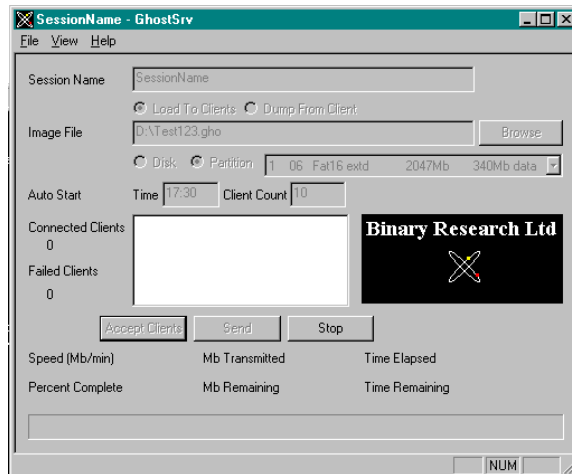 SessionName - GhostSrv
File View Help
Session Name SessionName
Load To Clients Dump From Client
Image File D:\Test123.gho Browse
Disk Partition 1 06 Fat16 extd 2047Mb 340Mb data
Auto Start Time 17:30 Client Count 10
Connected Clients
0
Failed Clients
0
Binary Research Ltd
Accept Clients Send Stop
Speed (Mb/min) Mb Transmitted Time Elapsed
Percent Complete Mb Remaining Time Remaining
NUM